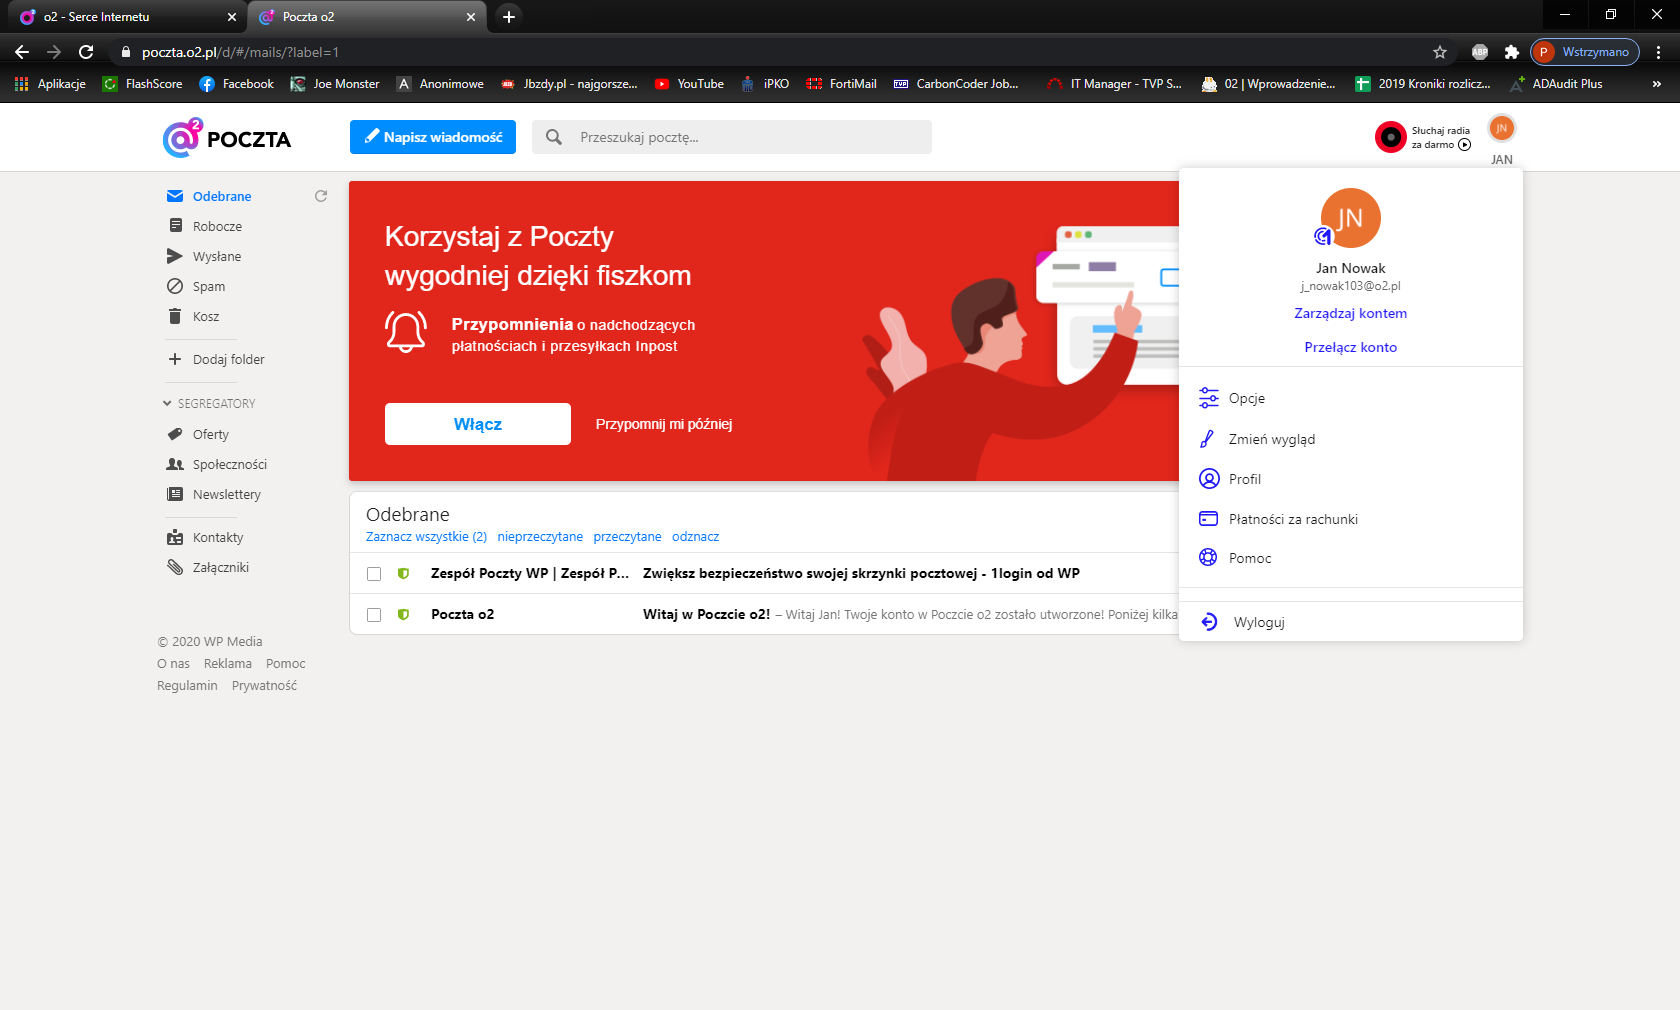 o2 - Serce Internetu
Poczta o2
poczta.o2.pl/d/#/mails/?label=1
ABP
P
Wstrzymano
Aplikacje
FlashScore
Facebook
Joe Monster
A
Anonimowe
Jbzdy.pl - najgorsze...
YouTube
iPKO
FortiMail
CarbonCoder Job...
IT Manager - TVP S...
02 | Wprowadzenie...
2019 Kroniki rozlicz...
ADAudit Plus
»
@2 POCZTA
Napisz wiadomość
Przeszukaj pocztę...
Słuchaj radia
za darmo
JN
JAN
Odebrane
Robocze
Wysłane
Spam
Kosz
Dodaj folder
SEGREGATORY
Oferty
Społeczności
Newslettery
Kontakty
Załączniki
© 2020 WP Media
O nas Reklama Pomoc
Regulamin Prywatność
Korzystaj z Poczty
wygodniej dzięki fiszkom
Przypomnienia o nadchodzących
płatnościach i przesyłkach Inpost
Włącz
Przypomnij mi później
Odebrane
Zaznacz wszystkie (2) nieprzeczytane przeczytane odznacz
Zespół Poczty WP | Zespół P... Zwiększ bezpieczeństwo swojej skrzynki pocztowej - 1login od WP
Poczta o2 Witaj w Poczcie o2! – Witaj Jan! Twoje konto w Poczcie o2 zostało utworzone! Poniżej kilka
JN
Jan Nowak
j_nowak103@o2.pl
Zarządzaj kontem
Przełącz konto
Opcje
Zmień wygląd
Profil
Płatności za rachunki
Pomoc
Wyloguj